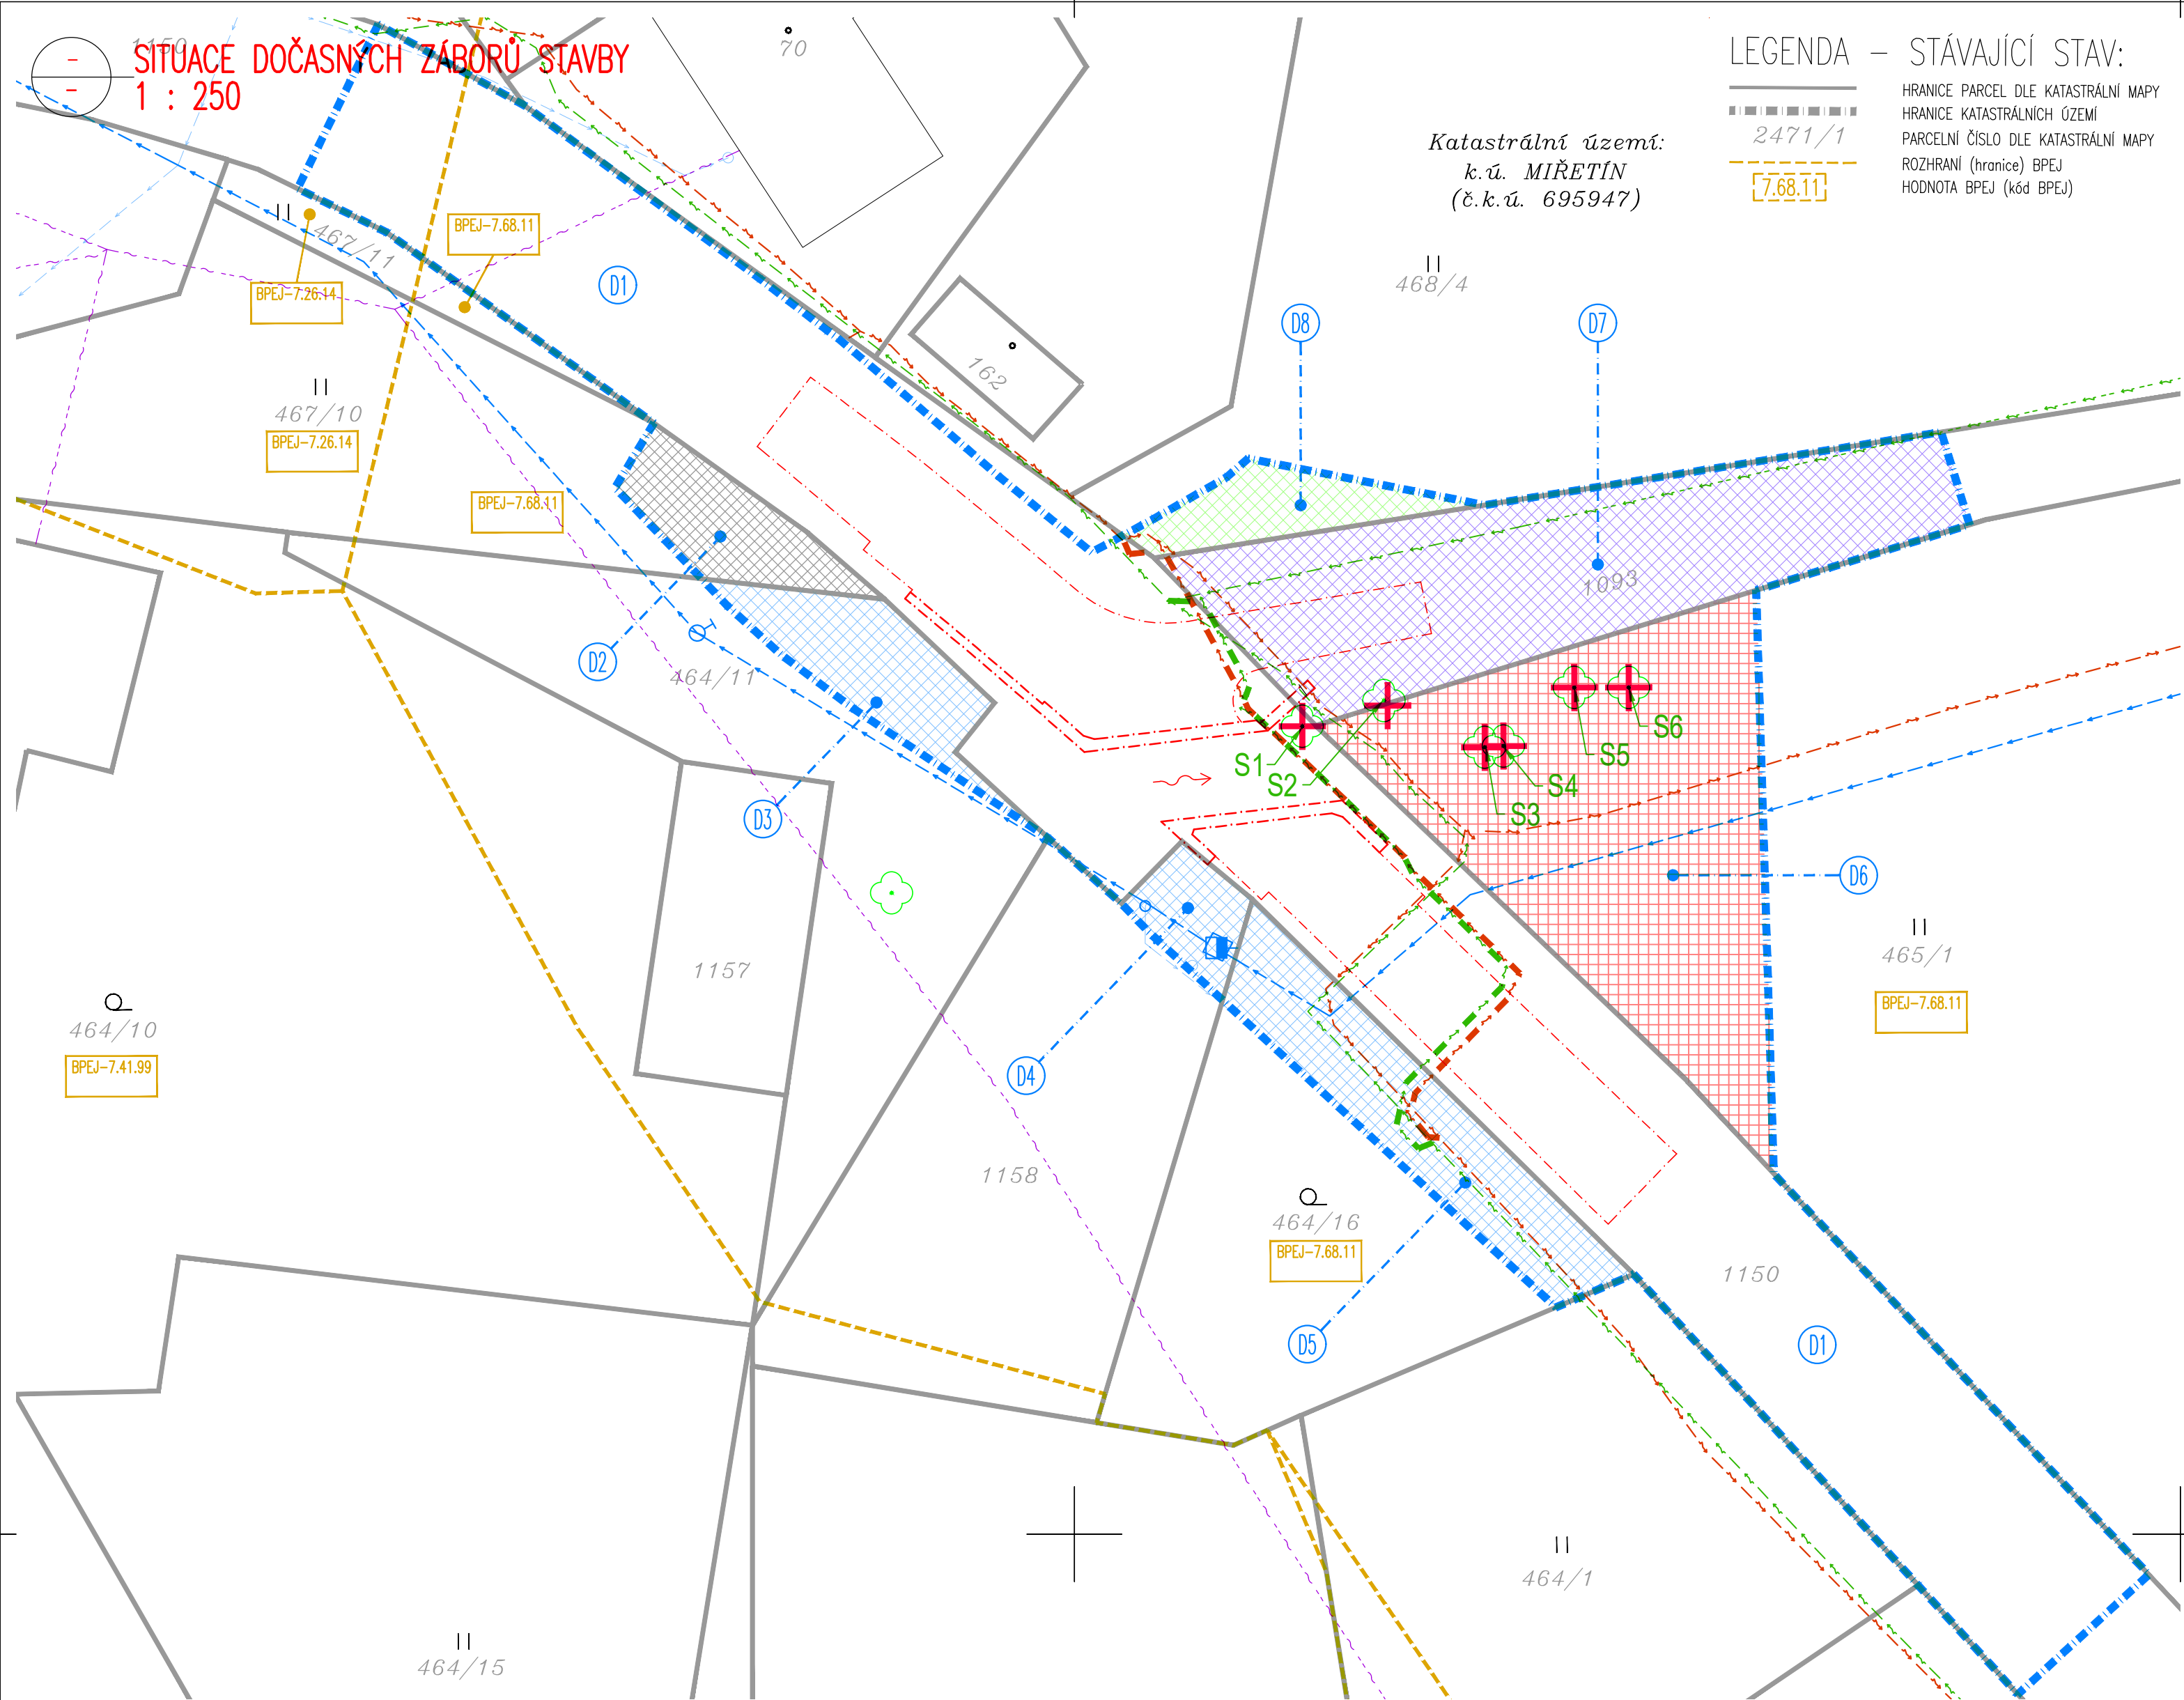 1150
SITUACE DOČASNÝCH ZÁBORŮ STAVBY
1 : 250
70
LEGENDA – STÁVAJÍCÍ STAV:
HRANICE PARCEL DLE KATASTRÁLNÍ MAPY
HRANICE KATASTRÁLNÍCH ÚZEMÍ
2471/1 PARCELNÍ ČÍSLO DLE KATASTRÁLNÍ MAPY
ROZHRANÍ (hranice) BPEJ
7.68.11 HODNOTA BPEJ (kód BPEJ)
Katastrální území:
k.ú. MIŘETÍN
(č.k.ú. 695947)
467/11
BPEJ-7.68.11
BPEJ-7.26.14
D1
468/4
D8
D7
162
467/10
BPEJ-7.26.14
BPEJ-7.68.11
1093
D2
464/11
S1
S2
S3
S4
S5
S6
D3
D6
465/1
BPEJ-7.68.11
1157
464/10
BPEJ-7.41.99
D4
1158
464/16
BPEJ-7.68.11
1150
D5
D1
464/1
464/15